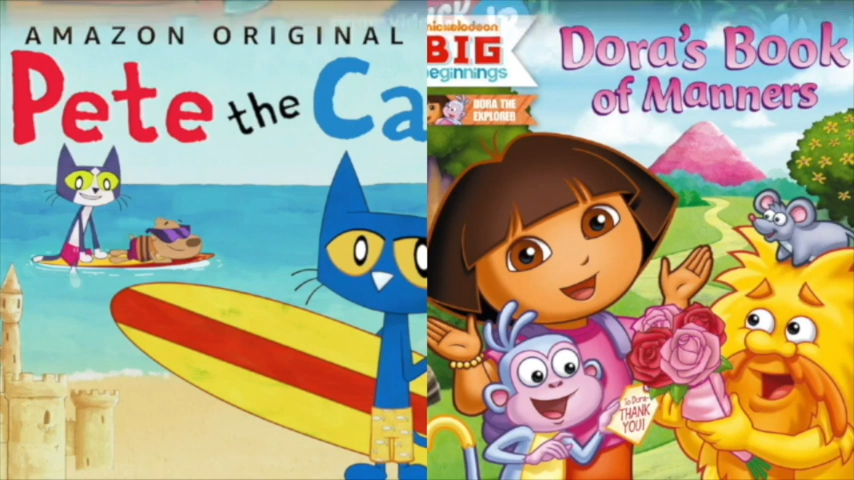 AMAZON ORIGINAL
Pete the Ca
nickelodeon
BIG
beginnings
DORA THE
EXPLORER
Dora's Book
of Manners
To Dora-
THANK
YOU!